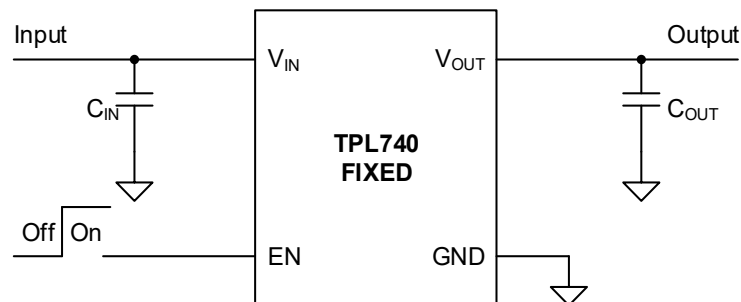 Input
Output
V_IN
V_OUT
C_IN
C_OUT
TPL740
FIXED
Off On
EN
GND